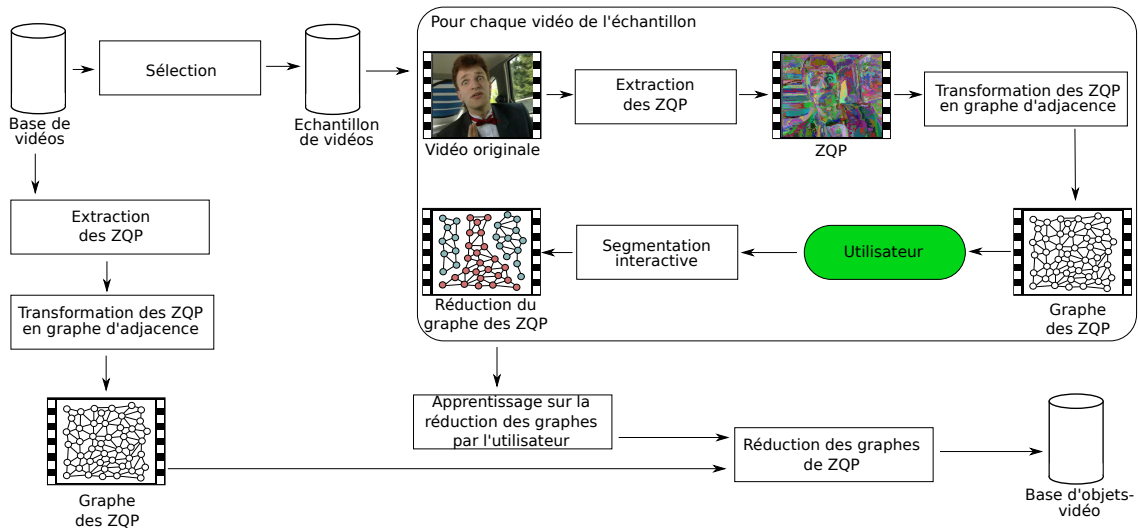 Pour chaque vidéo de l'échantillon
Base de
vidéos
Sélection
Echantillon
de vidéos
Vidéo originale
Extraction
des ZQP
ZQP
Transformation des ZQP
en graphe d'adjacence
Graphe
des ZQP
Utilisateur
Segmentation
interactive
Réduction du
graphe des ZQP
Extraction
des ZQP
Transformation des ZQP
en graphe d'adjacence
Graphe
des ZQP
Apprentissage sur la
réduction des graphes
par l'utilisateur
Réduction des graphes
de ZQP
Base d'objets-
vidéo